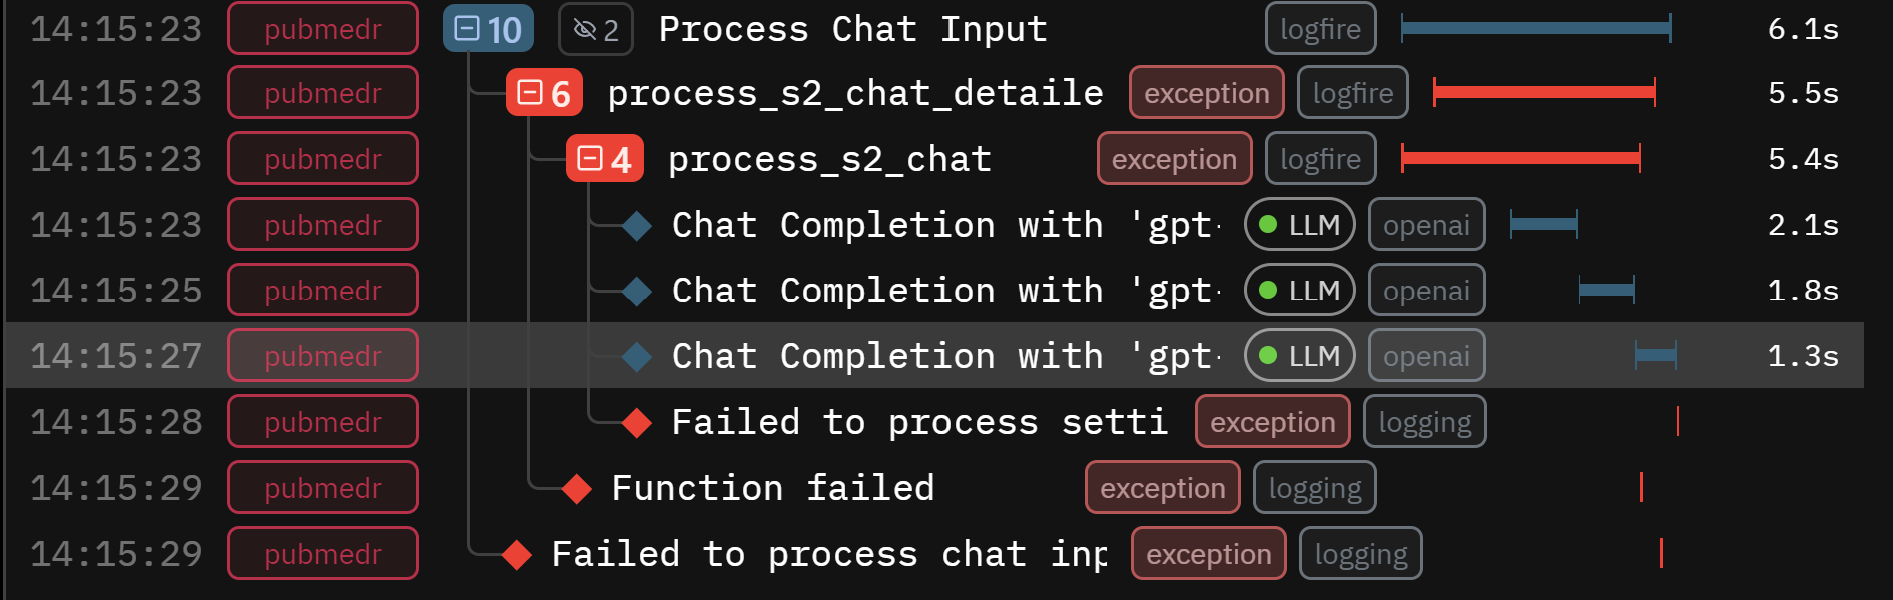 14:15:23 pubmedr 10 2 Process Chat Input logfire 6.1s
14:15:23 pubmedr 6 process_s2_chat_detaile exception logfire 5.5s
14:15:23 pubmedr 4 process_s2_chat exception logfire 5.4s
14:15:23 pubmedr Chat Completion with 'gpt- LLM openai 2.1s
14:15:25 pubmedr Chat Completion with 'gpt- LLM openai 1.8s
14:15:27 pubmedr Chat Completion with 'gpt- LLM openai 1.3s
14:15:28 pubmedr Failed to process setti exception logging
14:15:29 pubmedr Function failed exception logging
14:15:29 pubmedr Failed to process chat inp exception logging